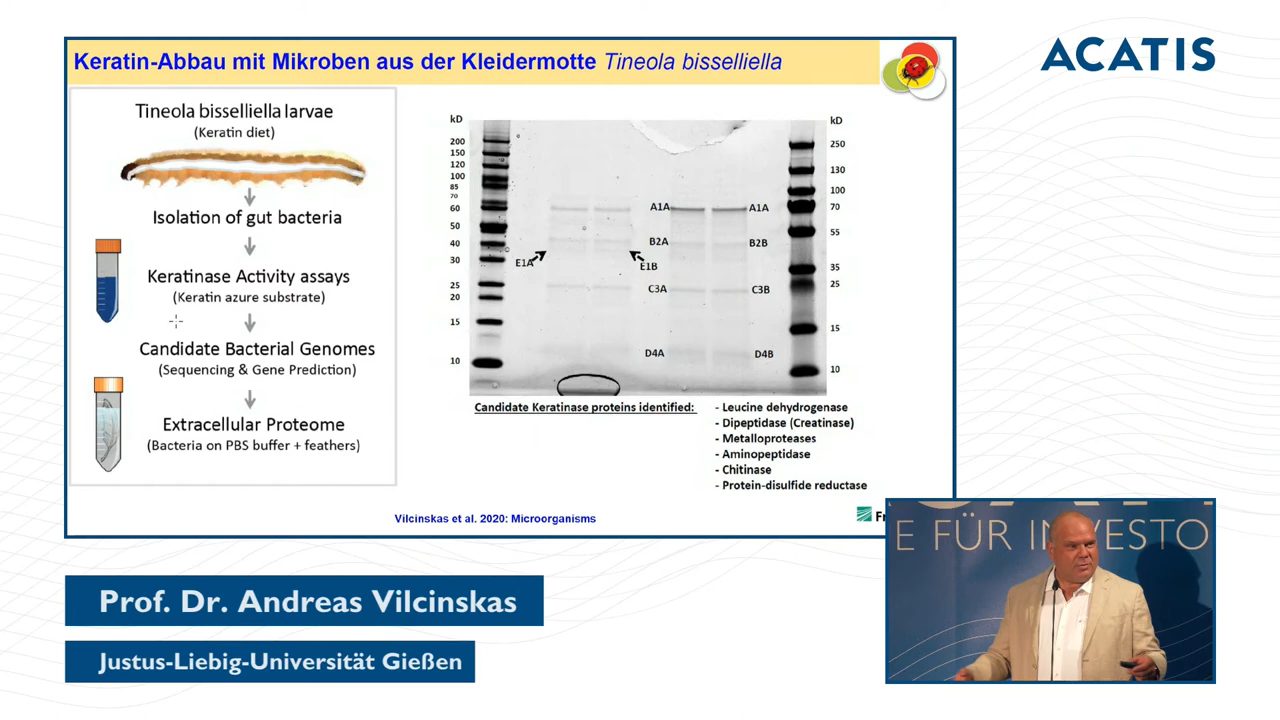 ACATIS
Keratin-Abbau mit Mikroben aus der Kleidermotte Tineola bisselliella
Tineola bisselliella larvae
(Keratin diet)
Isolation of gut bacteria
Keratinase Activity assays
(Keratin azure substrate)
Candidate Bacterial Genomes
(Sequencing & Gene Prediction)
Extracellular Proteome
(Bacteria on PBS buffer + feathers)
kD
200
150
120
100
85
70
60
50
40
30
25
20
15
10
E1A
E1B
A1A
A1A
B2A
B2B
C3A
C3B
D4A
D4B
kD
250
130
100
70
55
35
25
15
10
Candidate Keratinase proteins identified:
- Leucine dehydrogenase
- Dipeptidase (Creatinase)
- Metalloproteases
- Aminopeptidase
- Chitinase
- Protein-disulfide reductase
Vilcinskas et al. 2020: Microorganisms
E FÜR INVESTO
Prof. Dr. Andreas Vilcinskas
Justus-Liebig-Universität Gießen